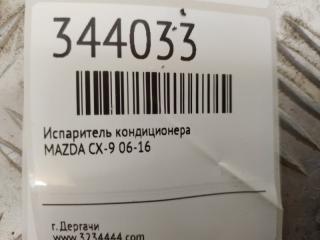 344033
Испаритель кондиционера
MAZDA CX-9 06-16
г. Дергачи
www.3234444.com